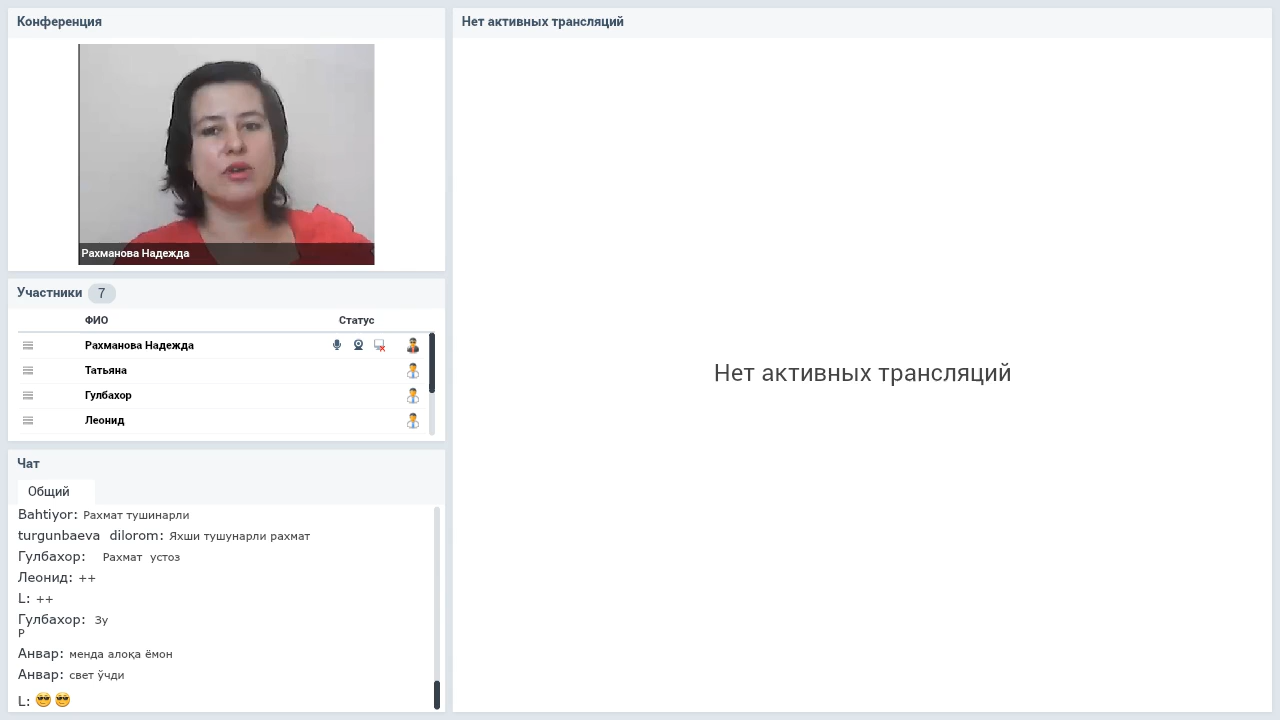 Конференция
Рахманова Надежда
Участники 7
ФИО Статус
Рахманова Надежда
Татьяна
Гулбахор
Леонид
Чат
Общий
Bahtiyor: Рахмат тушинарли
turgunbaeva dilorom: Яхши тушунарли рахмат
Гулбахор: Рахмат устоз
Леонид: ++
L: ++
Гулбахор: Зу
Р
Анвар: менда алоқа ёмон
Анвар: свет ўчди
L:
Нет активных трансляций
Нет активных трансляций